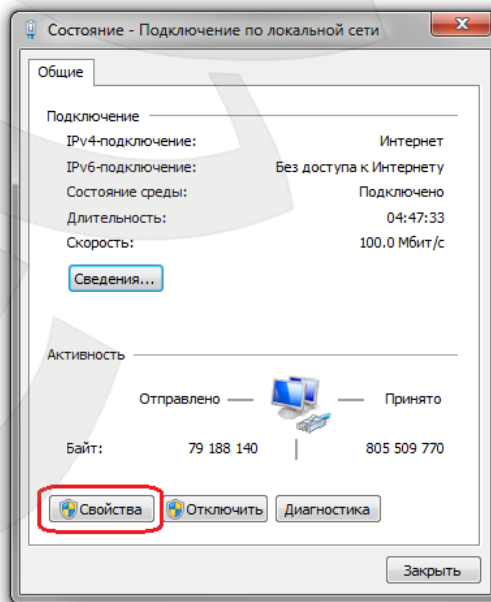 Состояние - Подключение по локальной сети
Общие
Подключение
IPv4-подключение: Интернет
IPv6-подключение: Без доступа к Интернету
Состояние среды: Подключено
Длительность: 04:47:33
Скорость: 100.0 Мбит/с
Сведения...
Активность
Отправлено — — Принято
Байт: 79 188 140 | 805 509 770
Свойства Отключить Диагностика
Закрыть